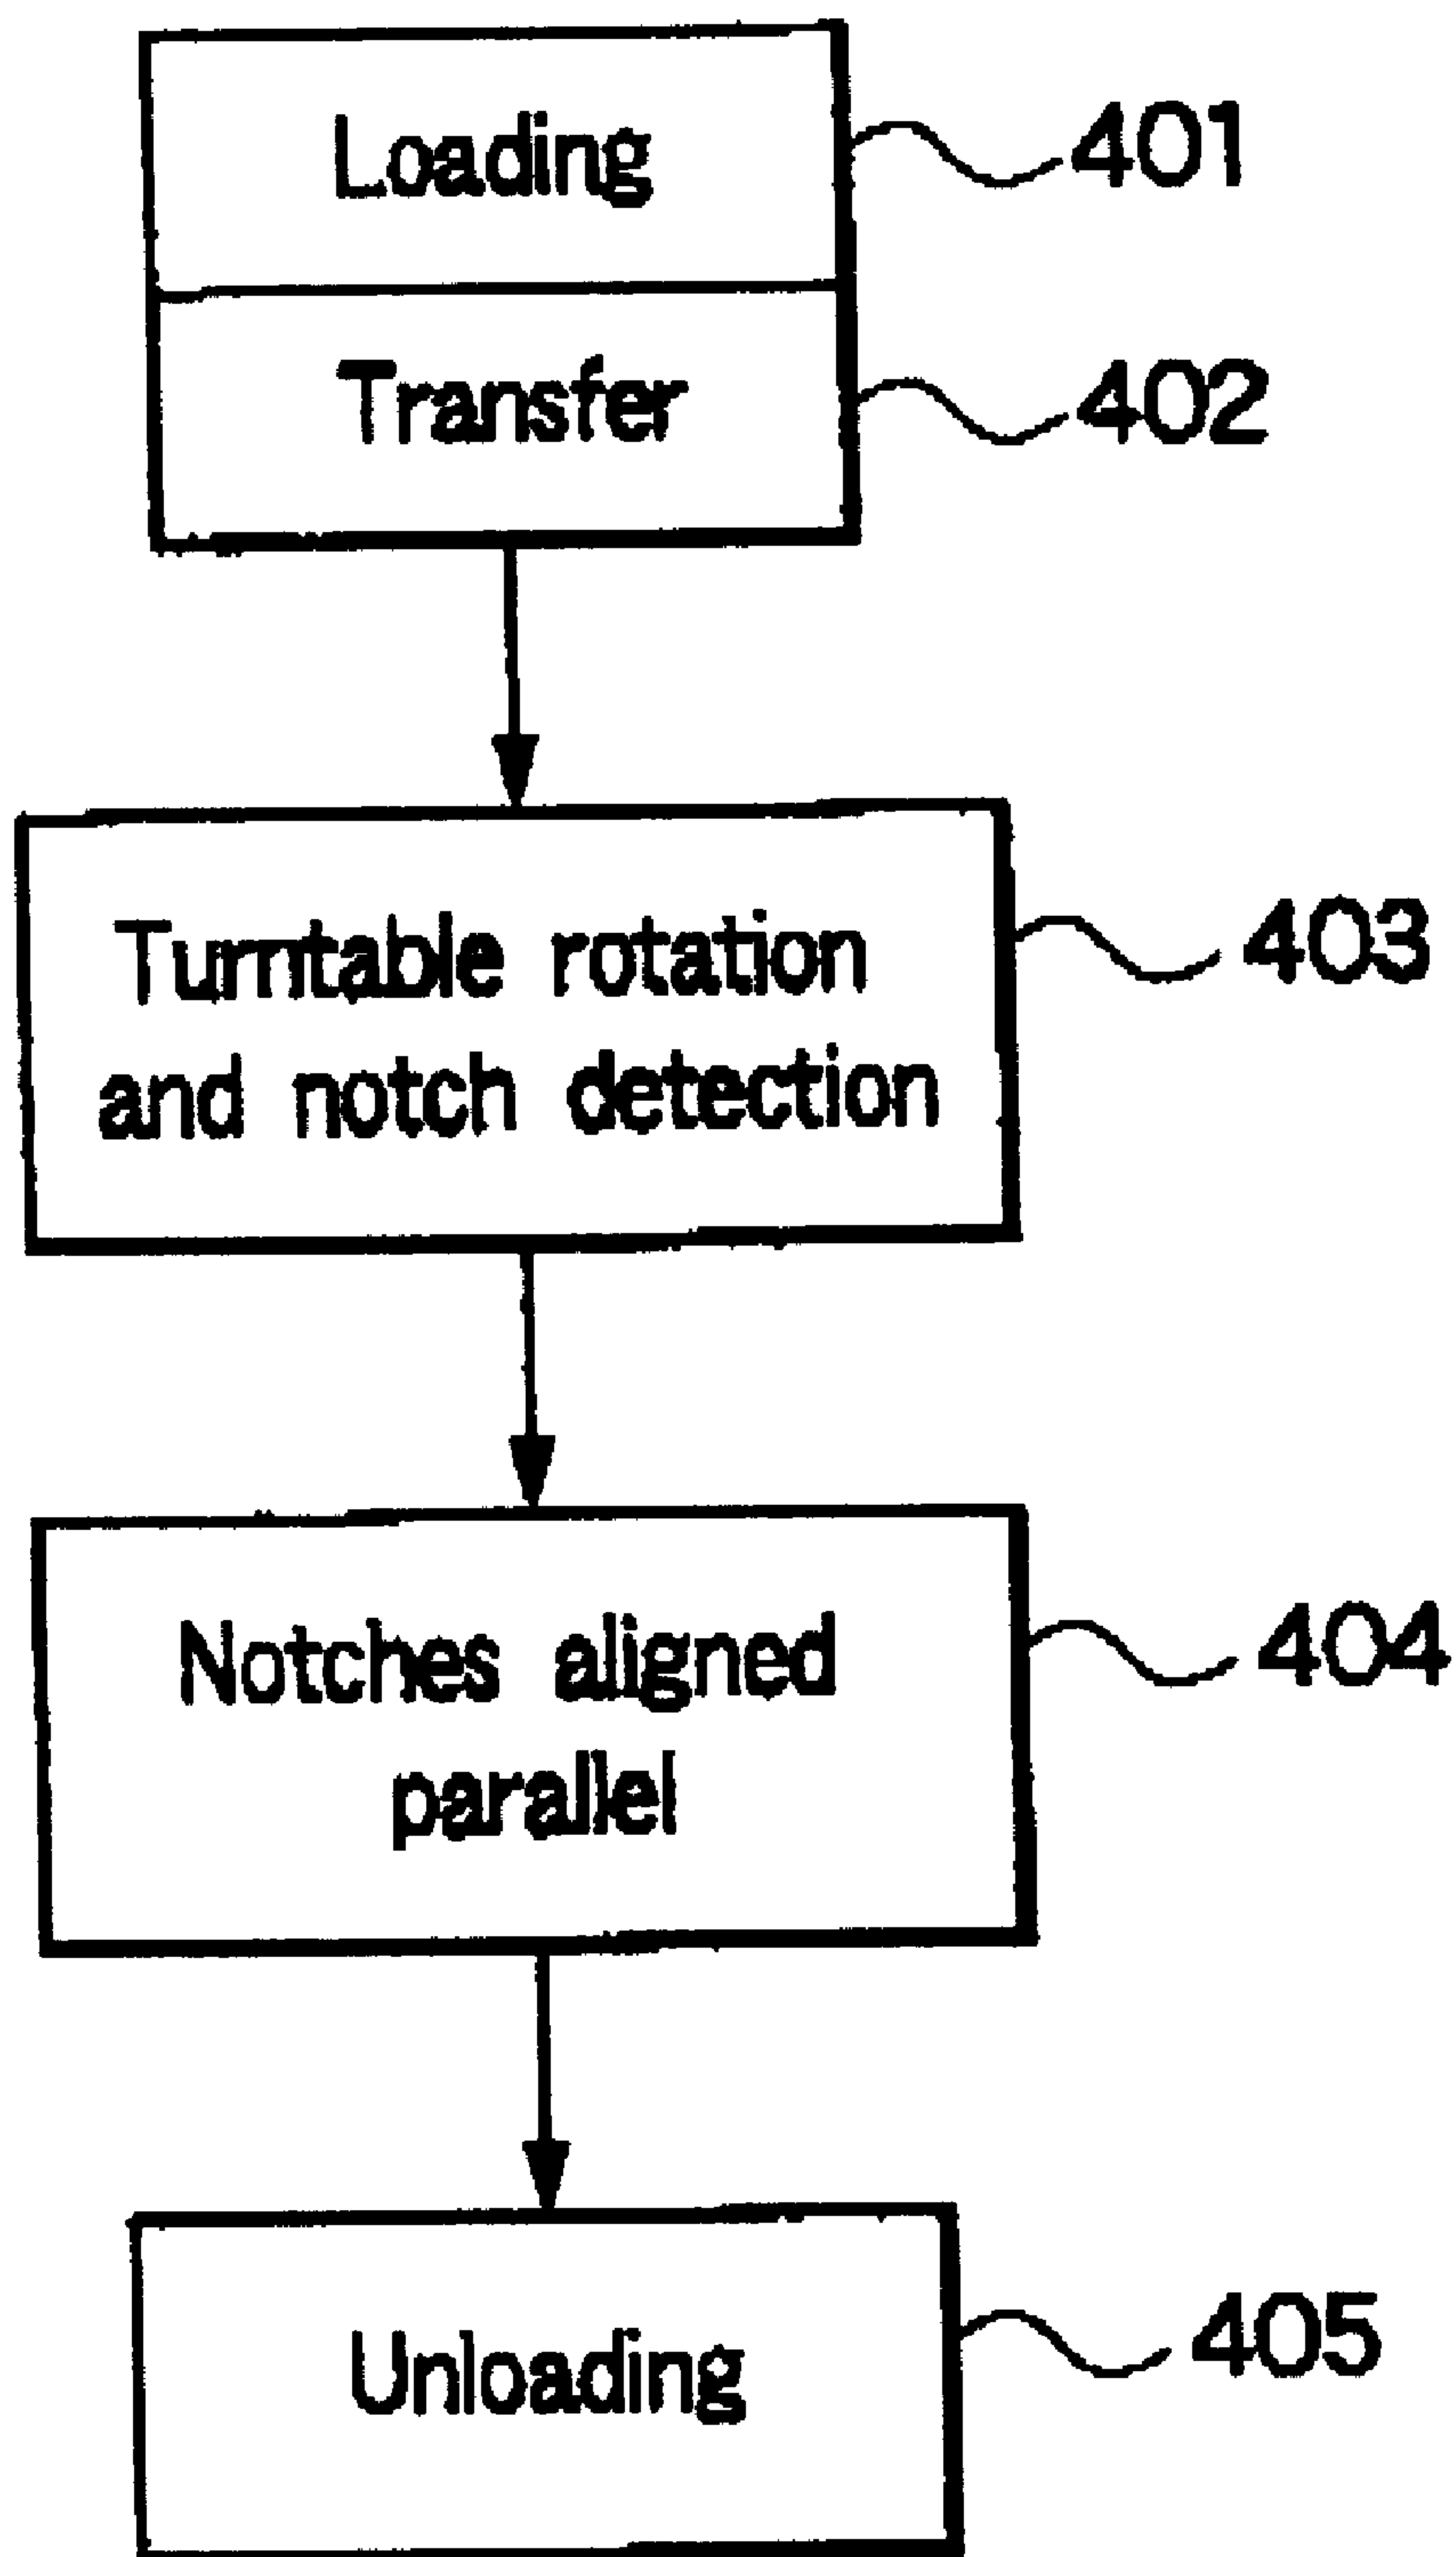 Loading
401
Transfer
402
Turntable rotation
and notch detection
403
Notches aligned
parallel
404
Unloading
405